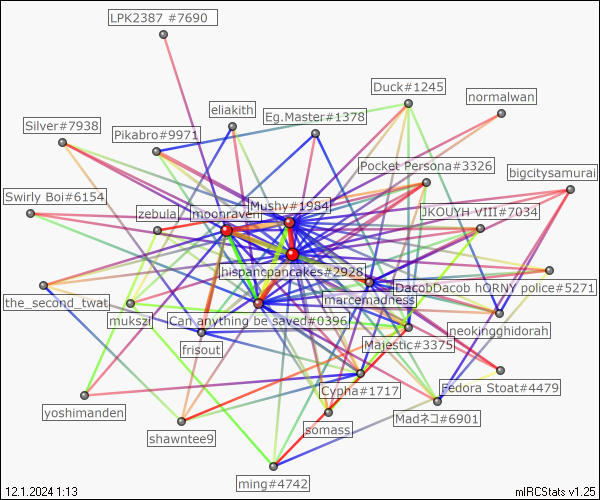 LPK2387 #7690
Duck#1245
normalwan
eliakith
Eg.Master#1378
Silver#7938
Pikabro#9971
Pocket Persona#3326
bigcitysamurai
Swirly Boi#6154
zebula
moonraven
Mushy#1984
JKOUYH VIII#7034
hispancpancakes#2928
DacobDacob hORNY police#5271
the_second_twat
mukszil
marcemadness
Can anything be saved#0396
neokingghidorah
frisout
Majestic#3375
Cypha#1717
Fedora Stoat#4479
yoshimanden
Madネコ#6901
shawntee9
somass
ming#4742
12.1.2024 1:13
mIRCStats v1.25